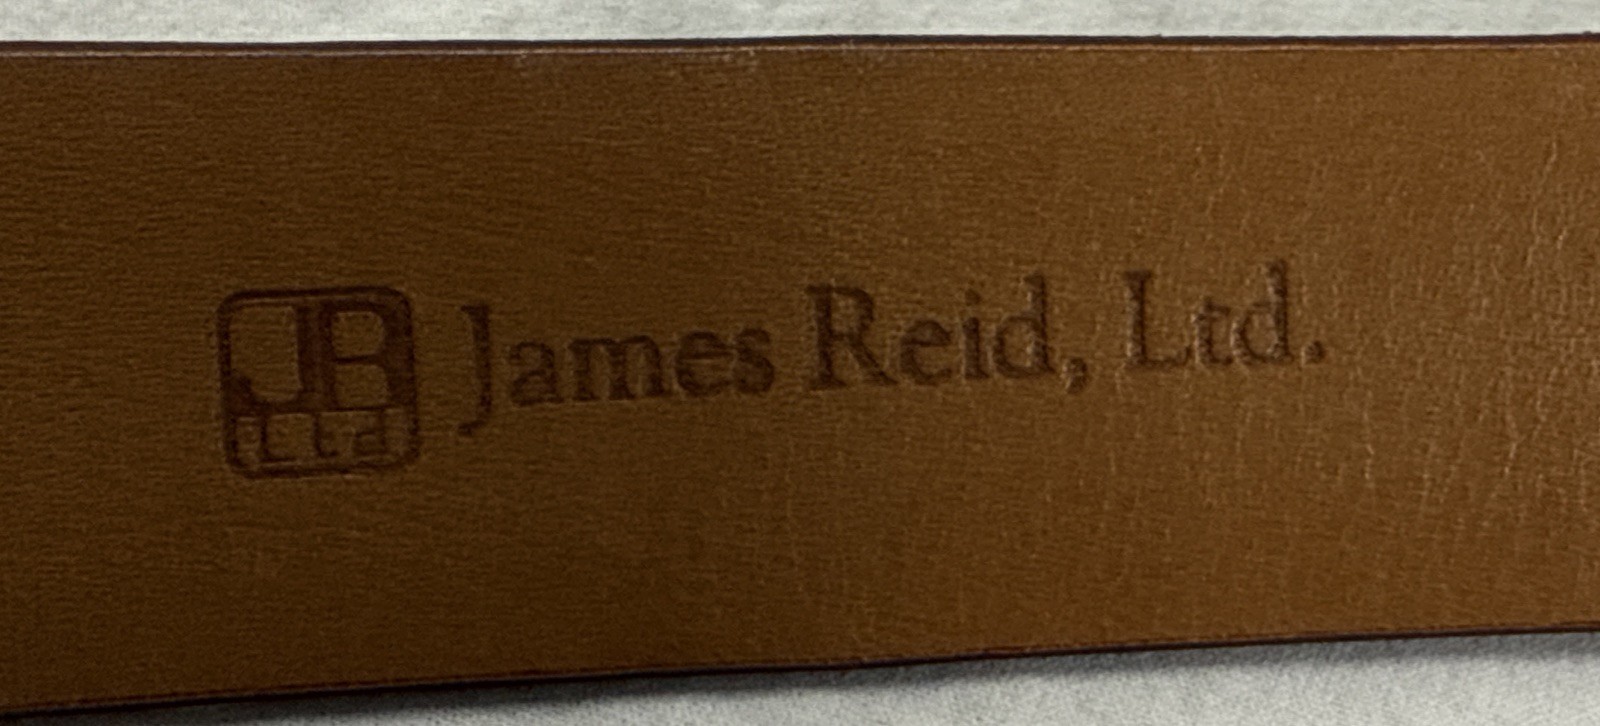 JR James Reid, Ltd.
Ltd